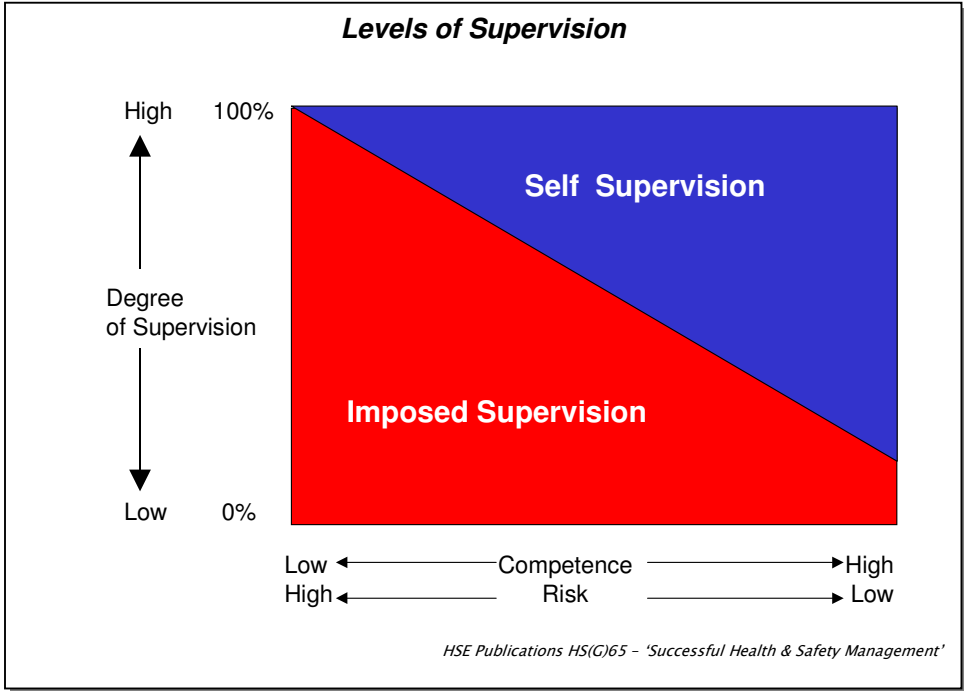 Levels of Supervision
High 100%
Self Supervision
Degree
of Supervision
Imposed Supervision
Low 0%
Low Competence High
High Risk Low
HSE Publications HS(G)65 – ‘Successful Health & Safety Management’